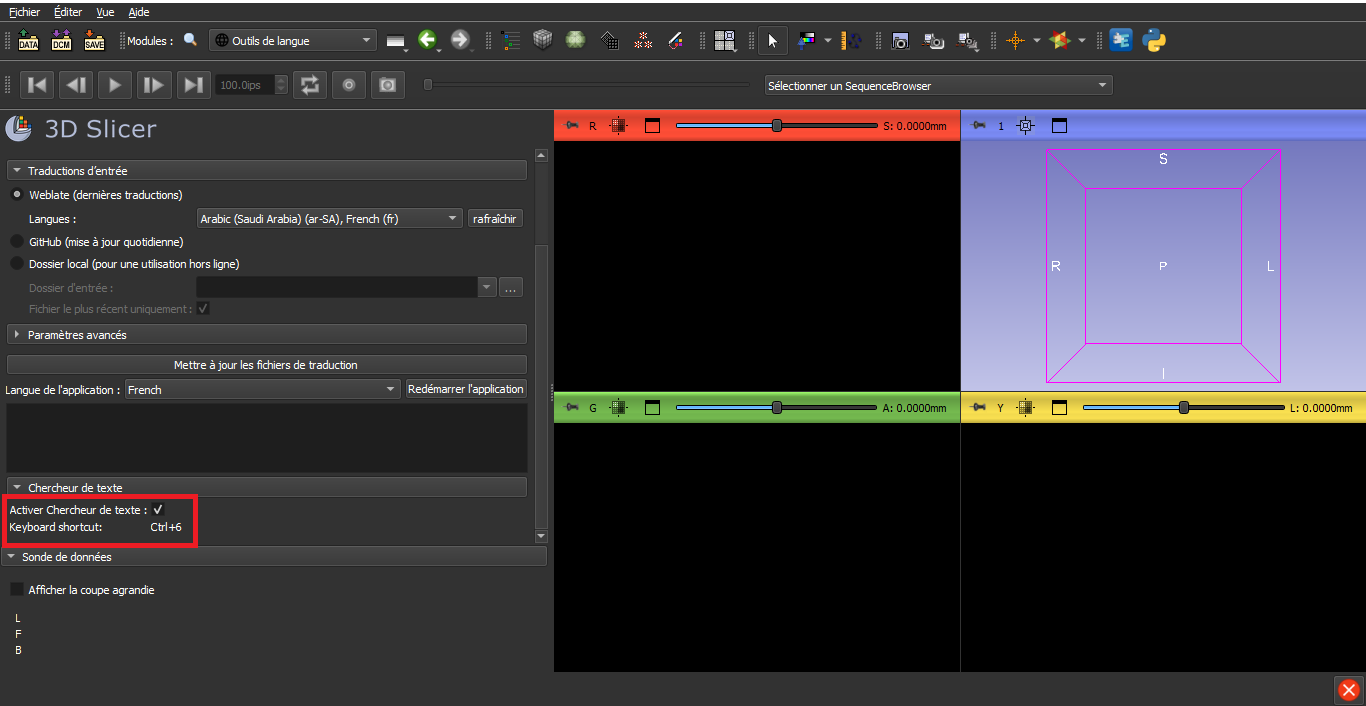 Fichier Éditer Vue Aide
DATA DCM SAVE Modules : Outils de langue
100.0ips Sélectionner un SequenceBrowser
3D Slicer
Traductions d'entrée
Weblate (dernières traductions)
Langues : Arabic (Saudi Arabia) (ar-SA), French (fr) rafraîchir
GitHub (mise à jour quotidienne)
Dossier local (pour une utilisation hors ligne)
Dossier d'entrée : ...
Fichier le plus récent uniquement :
Paramètres avancés
Mettre à jour les fichiers de traduction
Langue de l'application : French Redémarrer l'application
Chercheur de texte
Activer Chercheur de texte :
Keyboard shortcut: Ctrl+6
Sonde de données
Afficher la coupe agrandie
L
F
B
R S: 0.0000mm
1
S
R P L
I
G A: 0.0000mm
Y L: 0.0000mm